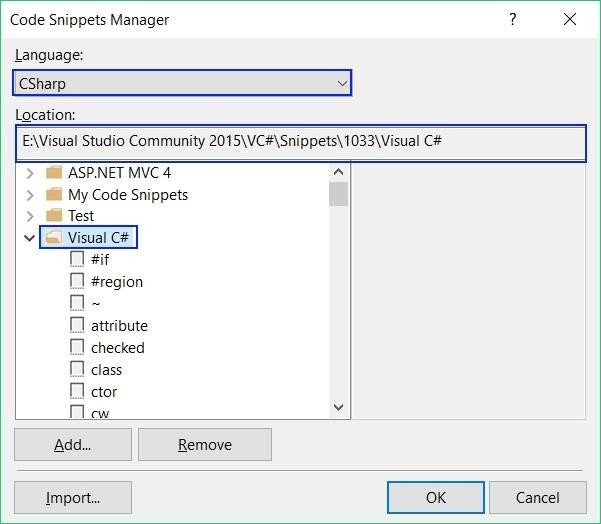 Code Snippets Manager ?
Language:
CSharp
Location:
E:\Visual Studio Community 2015\VC#\Snippets\1033\Visual C#
ASP.NET MVC 4
My Code Snippets
Test
Visual C#
#if
#region
~
attribute
checked
class
ctor
cw
Add... Remove
Import... OK Cancel